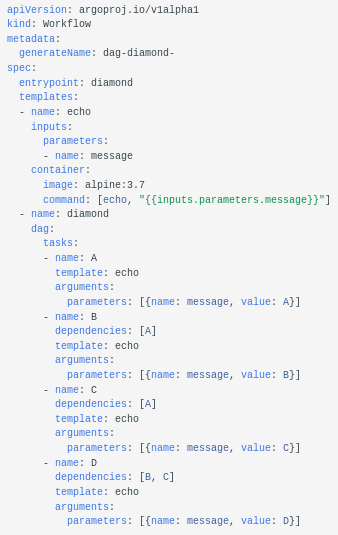 apiVersion: argoproj.io/v1alpha1
kind: Workflow
metadata:
  generateName: dag-diamond-
spec:
  entrypoint: diamond
  templates:
  - name: echo
    inputs:
      parameters:
      - name: message
    container:
      image: alpine:3.7
      command: [echo, "{{inputs.parameters.message}}"]
  - name: diamond
    dag:
      tasks:
      - name: A
        template: echo
        arguments:
          parameters: [{name: message, value: A}]
      - name: B
        dependencies: [A]
        template: echo
        arguments:
          parameters: [{name: message, value: B}]
      - name: C
        dependencies: [A]
        template: echo
        arguments:
          parameters: [{name: message, value: C}]
      - name: D
        dependencies: [B, C]
        template: echo
        arguments:
          parameters: [{name: message, value: D}]